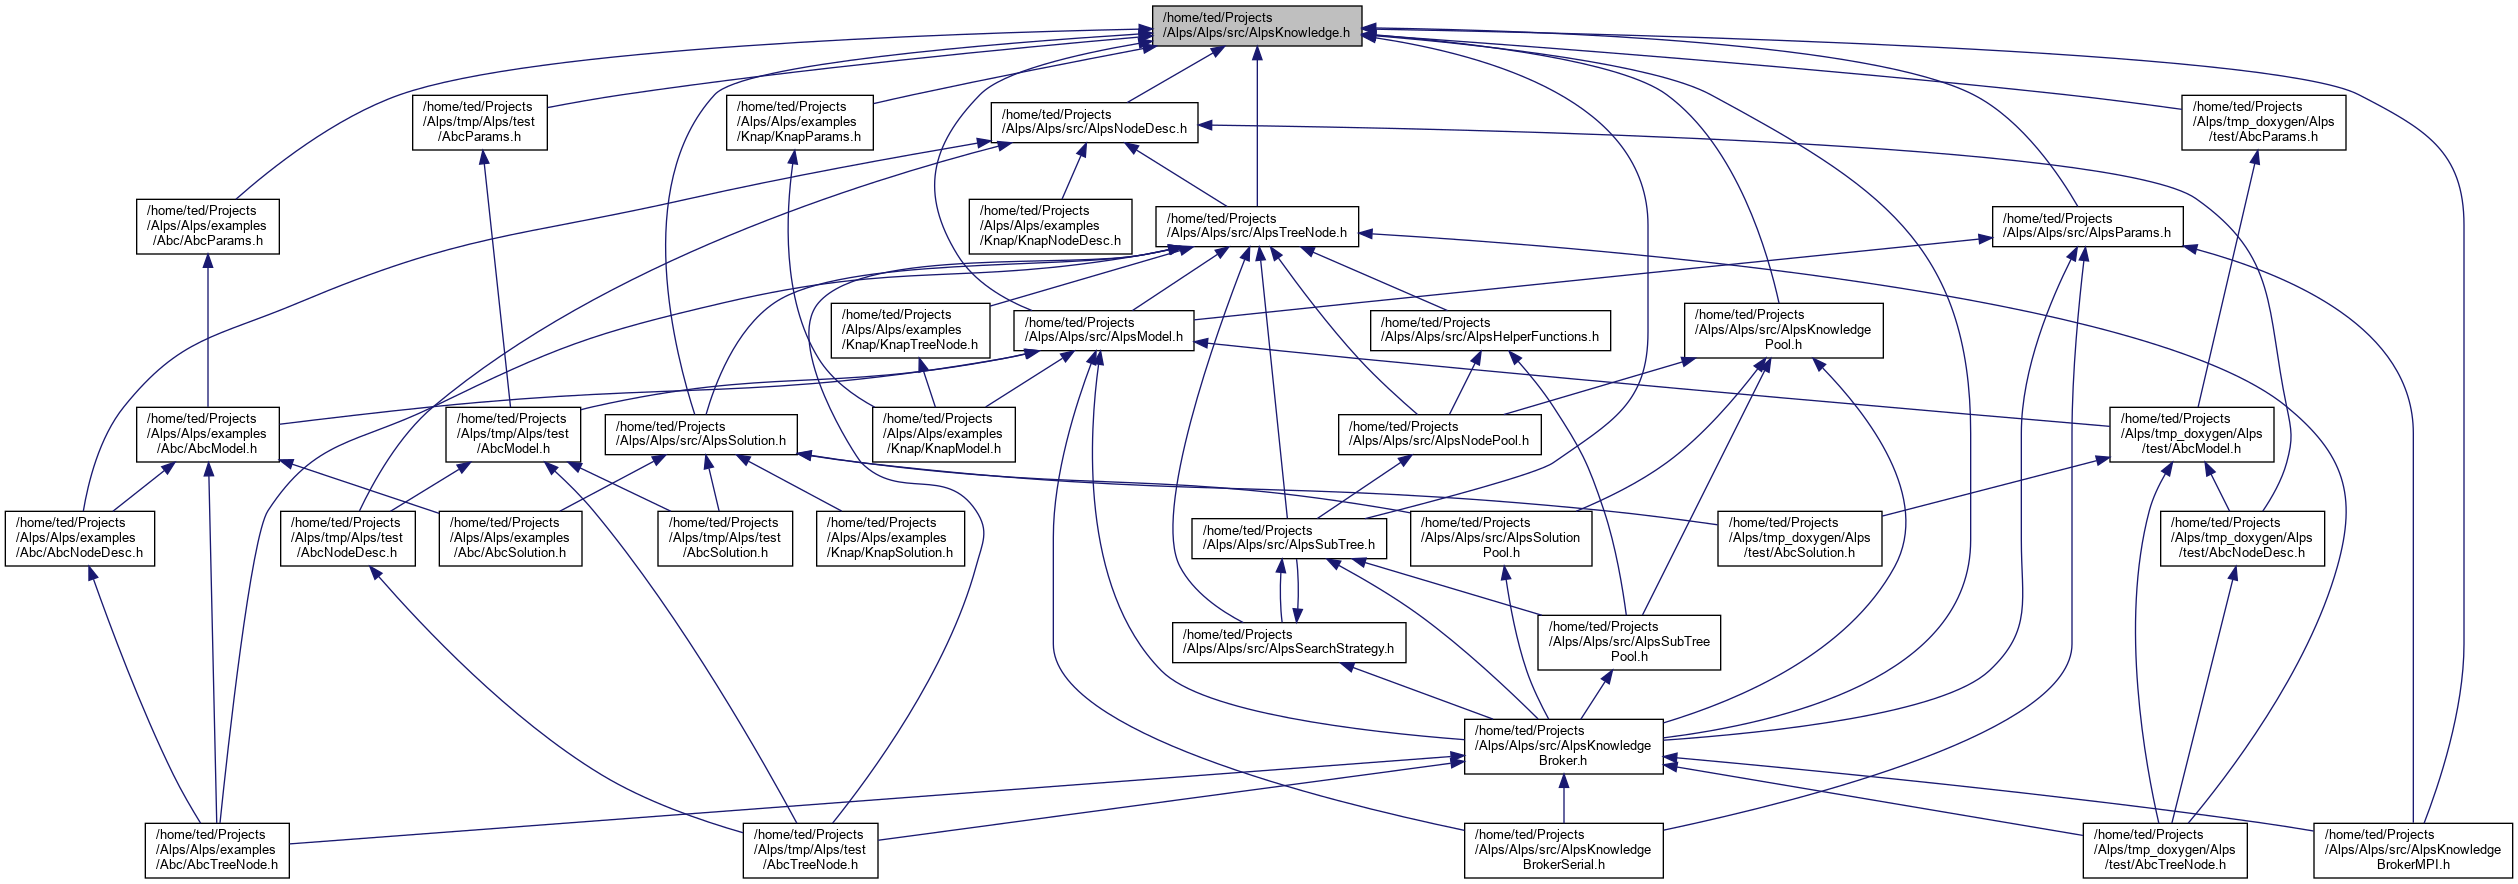 /home/ted/Projects
/Alps/Alps/src/AlpsKnowledge.h
/home/ted/Projects
/Alps/tmp/Alps/test
/AbcParams.h
/home/ted/Projects
/Alps/Alps/examples
/Knap/KnapParams.h
/home/ted/Projects
/Alps/Alps/src/AlpsNodeDesc.h
/home/ted/Projects
/Alps/tmp_doxygen/Alps
/test/AbcParams.h
/home/ted/Projects
/Alps/Alps/examples
/Abc/AbcParams.h
/home/ted/Projects
/Alps/Alps/examples
/Knap/KnapNodeDesc.h
/home/ted/Projects
/Alps/Alps/src/AlpsTreeNode.h
/home/ted/Projects
/Alps/Alps/src/AlpsParams.h
/home/ted/Projects
/Alps/Alps/examples
/Knap/KnapTreeNode.h
/home/ted/Projects
/Alps/Alps/src/AlpsModel.h
/home/ted/Projects
/Alps/Alps/src/AlpsHelperFunctions.h
/home/ted/Projects
/Alps/Alps/src/AlpsKnowledge
Pool.h
/home/ted/Projects
/Alps/Alps/examples
/Abc/AbcModel.h
/home/ted/Projects
/Alps/tmp/Alps/test
/AbcModel.h
/home/ted/Projects
/Alps/Alps/src/AlpsSolution.h
/home/ted/Projects
/Alps/Alps/examples
/Knap/KnapModel.h
/home/ted/Projects
/Alps/Alps/src/AlpsNodePool.h
/home/ted/Projects
/Alps/tmp_doxygen/Alps
/test/AbcModel.h
/home/ted/Projects
/Alps/Alps/examples
/Abc/AbcNodeDesc.h
/home/ted/Projects
/Alps/tmp/Alps/test
/AbcNodeDesc.h
/home/ted/Projects
/Alps/Alps/examples
/Abc/AbcSolution.h
/home/ted/Projects
/Alps/tmp/Alps/test
/AbcSolution.h
/home/ted/Projects
/Alps/Alps/examples
/Knap/KnapSolution.h
/home/ted/Projects
/Alps/Alps/src/AlpsSubTree.h
/home/ted/Projects
/Alps/Alps/src/AlpsSolution
Pool.h
/home/ted/Projects
/Alps/tmp_doxygen/Alps
/test/AbcSolution.h
/home/ted/Projects
/Alps/tmp_doxygen/Alps
/test/AbcNodeDesc.h
/home/ted/Projects
/Alps/Alps/src/AlpsSearchStrategy.h
/home/ted/Projects
/Alps/Alps/src/AlpsSubTree
Pool.h
/home/ted/Projects
/Alps/Alps/src/AlpsKnowledge
Broker.h
/home/ted/Projects
/Alps/Alps/examples
/Abc/AbcTreeNode.h
/home/ted/Projects
/Alps/tmp/Alps/test
/AbcTreeNode.h
/home/ted/Projects
/Alps/Alps/src/AlpsKnowledge
BrokerSerial.h
/home/ted/Projects
/Alps/tmp_doxygen/Alps
/test/AbcTreeNode.h
/home/ted/Projects
/Alps/Alps/src/AlpsKnowledge
BrokerMPI.h